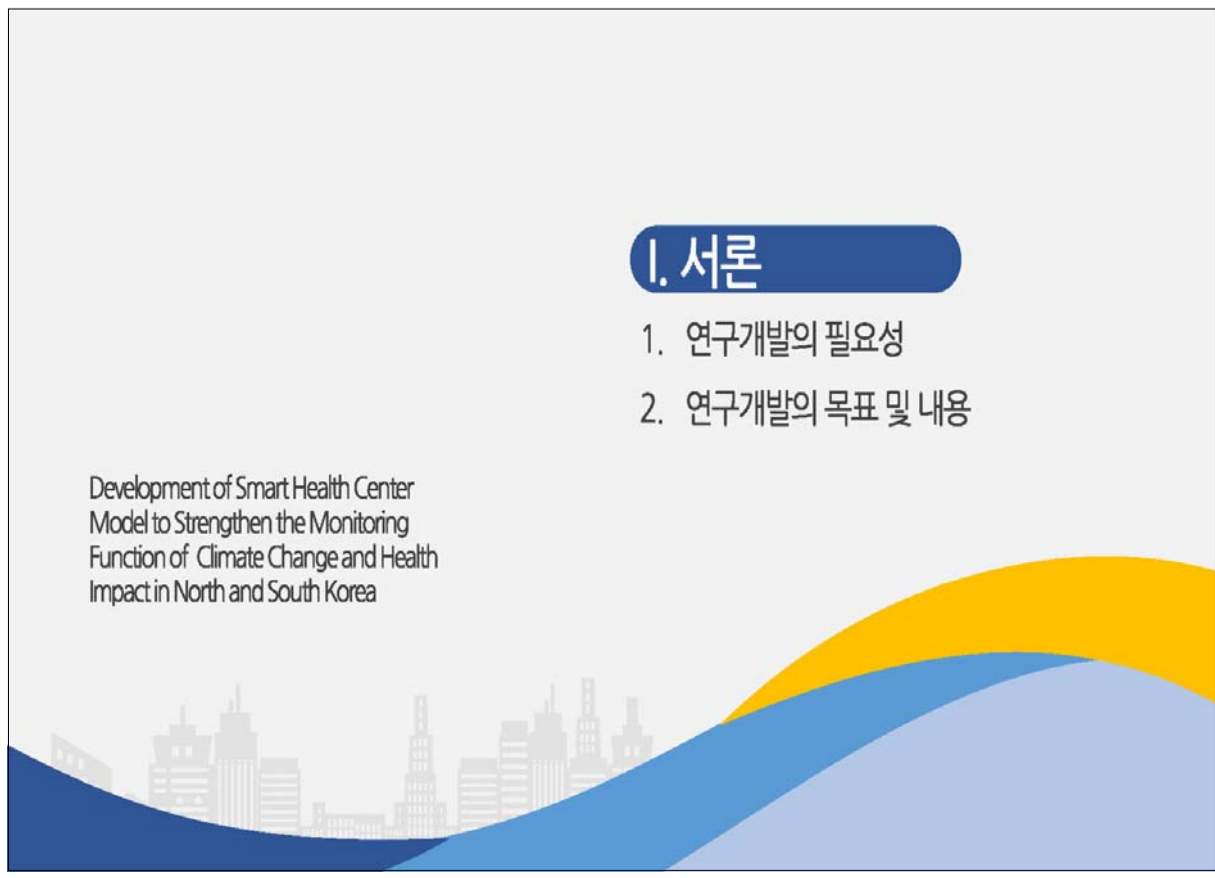 I. 서론
1. 연구개발의 필요성
2. 연구개발의 목표 및 내용
Development of Smart Health Center
Model to Strengthen the Monitoring
Function of Climate Change and Health
Impact in North and South Korea